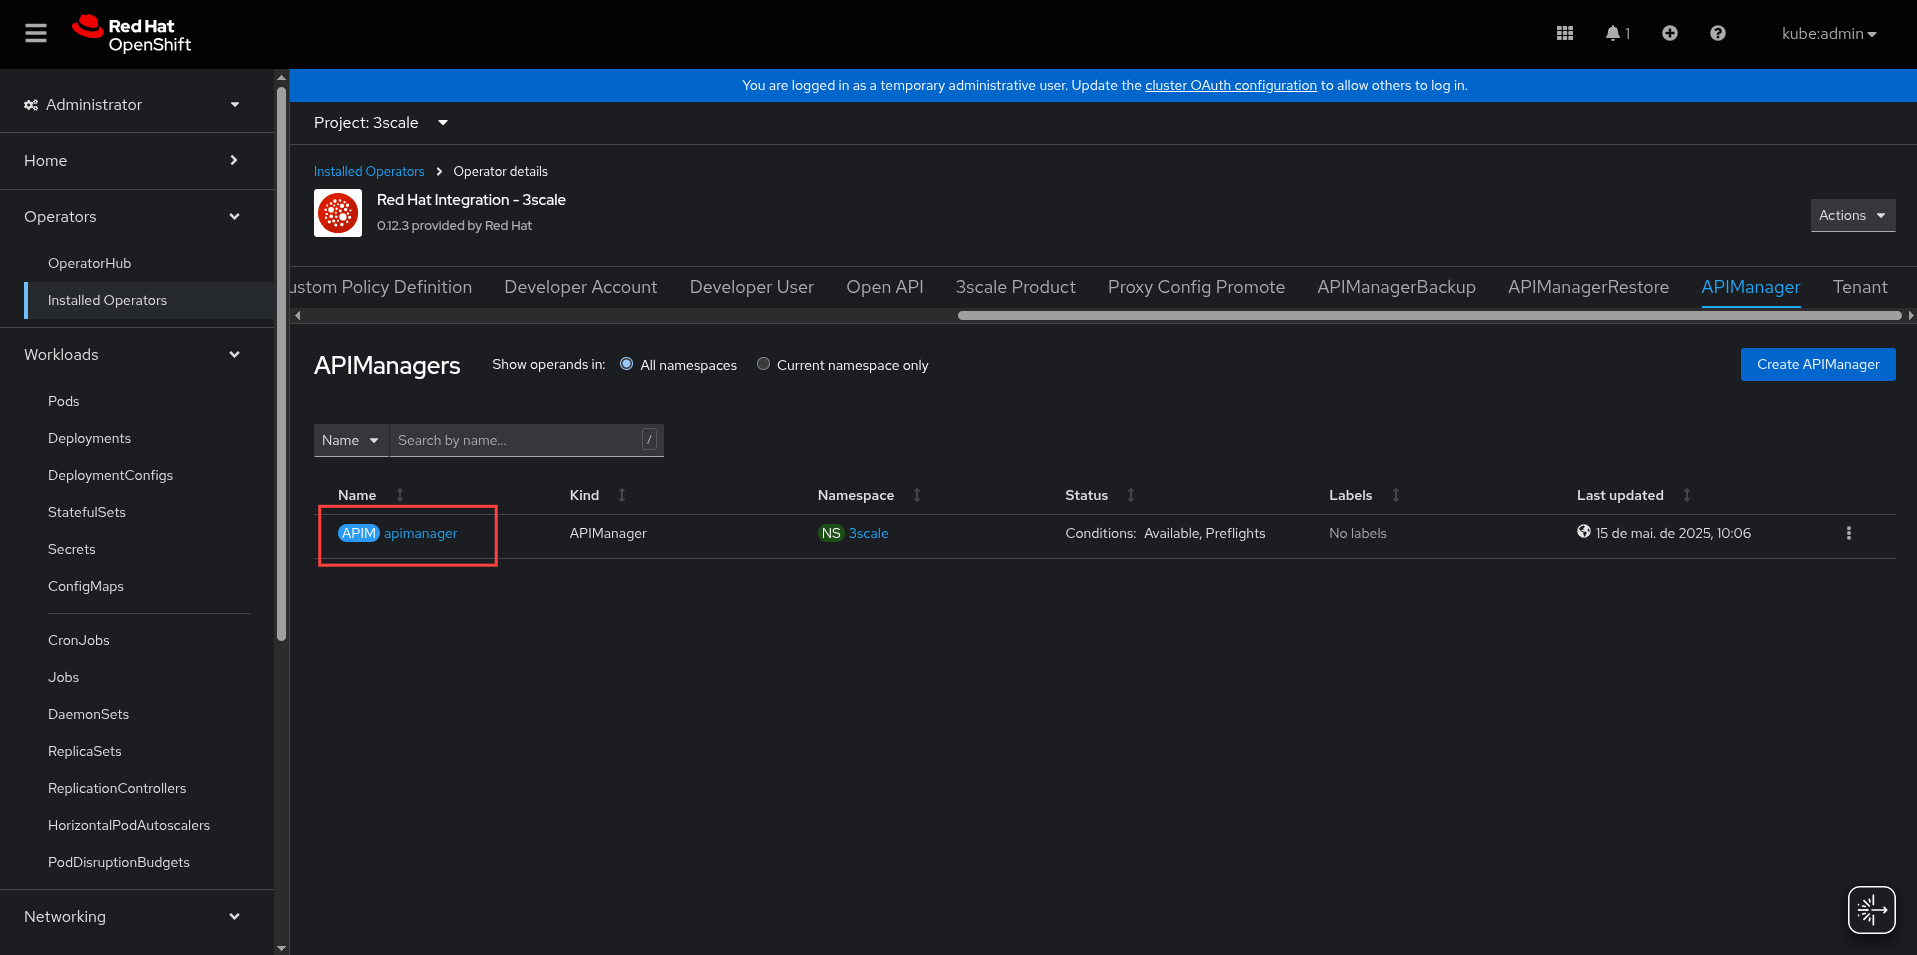 Red Hat
OpenShift
1
kube:admin
You are logged in as a temporary administrative user. Update the cluster OAuth configuration to allow others to log in.
Administrator
Home
Operators
OperatorHub
Installed Operators
Workloads
Pods
Deployments
DeploymentConfigs
StatefulSets
Secrets
ConfigMaps
CronJobs
Jobs
DaemonSets
ReplicaSets
ReplicationControllers
HorizontalPodAutoscalers
PodDisruptionBudgets
Networking
Project: 3scale
Installed Operators Operator details
Red Hat Integration - 3scale
0.12.3 provided by Red Hat
Actions
ustom Policy Definition Developer Account Developer User Open API 3scale Product Proxy Config Promote APIManagerBackup APIManagerRestore APIManager Tenant
APIManagers Show operands in: All namespaces Current namespace only Create APIManager
Name Search by name... /
Name Kind Namespace Status Labels Last updated
APIM apimanager APIManager NS 3scale Conditions: Available, Preflights No labels 15 de mai. de 2025, 10:06